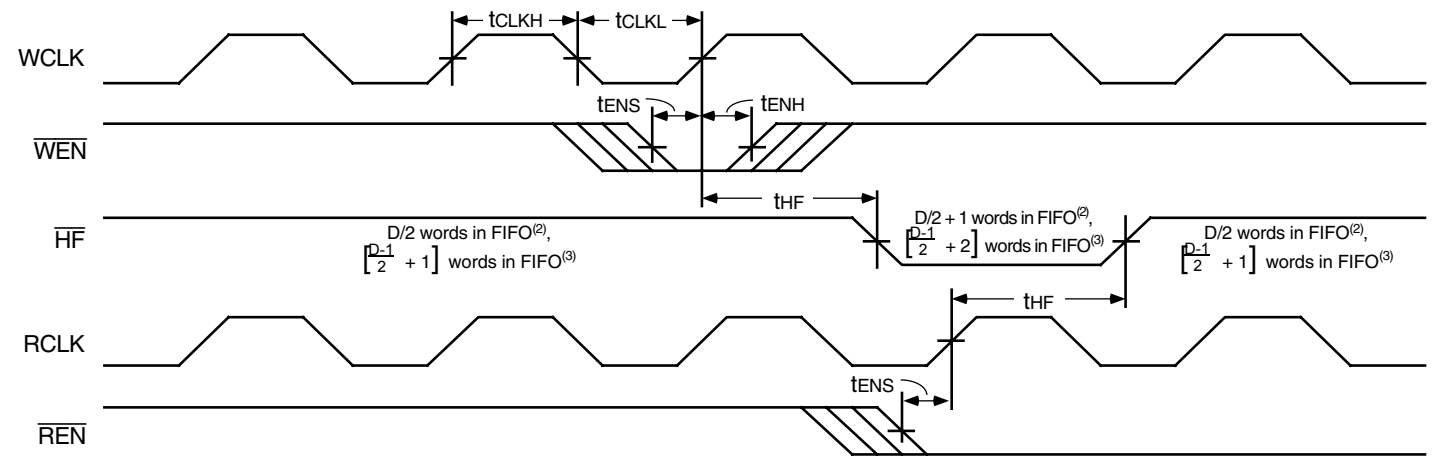 tCLKH
tCLKL
WCLK
tENS
tENH
WEN
tHF
HF
D/2 words in FIFO(2),
[D-1/2 + 1] words in FIFO(3)
D/2 + 1 words in FIFO(2),
[D-1/2 + 2] words in FIFO(3)
D/2 words in FIFO(2),
[D-1/2 + 1] words in FIFO(3)
tHF
RCLK
tENS
REN